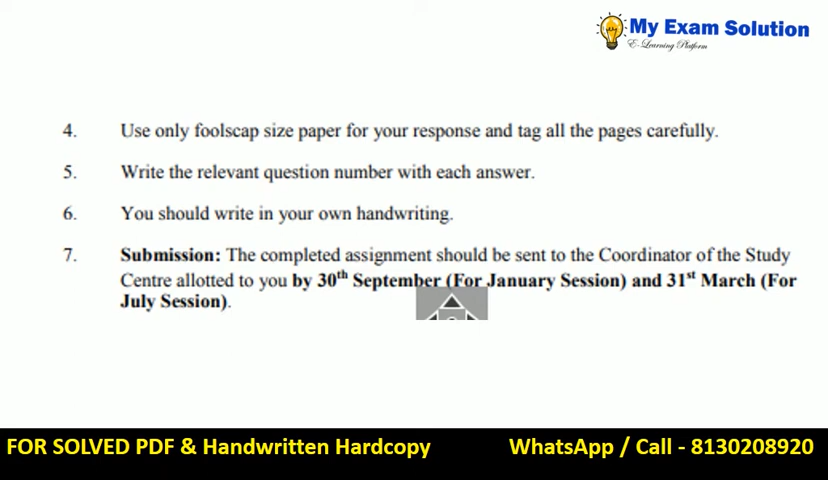 My Exam Solution
E-Learning Platform
4. Use only foolscap size paper for your response and tag all the pages carefully.
5. Write the relevant question number with each answer.
6. You should write in your own handwriting.
7. Submission: The completed assignment should be sent to the Coordinator of the Study
Centre allotted to you by 30th September (For January Session) and 31st March (For
July Session).
FOR SOLVED PDF & Handwritten Hardcopy WhatsApp / Call - 8130208920